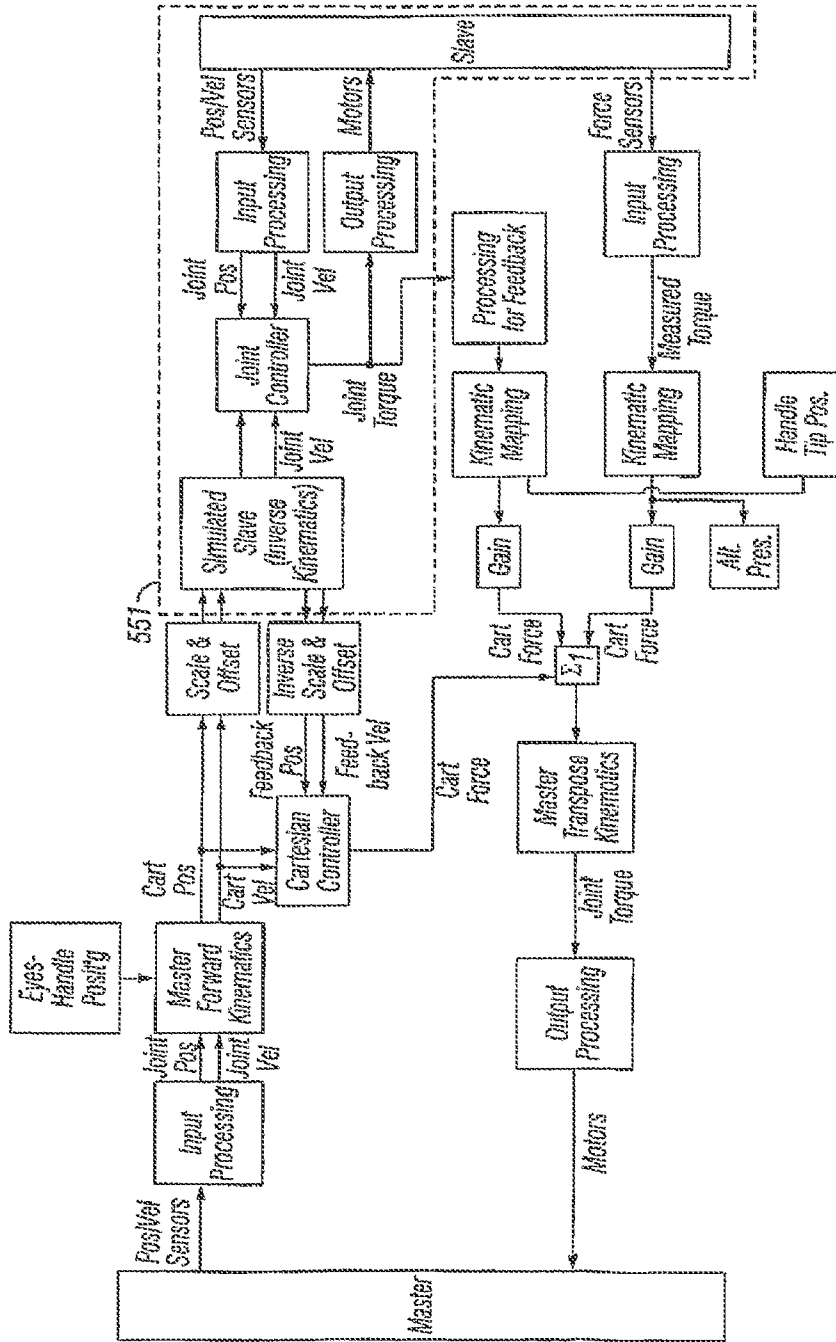 Master
Pos/Vel
Sensors
Input
Processing
Joint
Pos
Joint
Vel
Eyes-
Handle
Posit'g
Master
Forward
Kinematics
Cart
Pos
Cart
Vel
Scale &
Offset
Cartesian
Controller
Feedback
Pos
Feed-
back Vel
Inverse
Scale &
Offset
551
Simulated
Slave
(Inverse
Kinematics)
Joint
Vel
Joint
Controller
Joint
Pos
Joint
Vel
Input
Processing
Pos/Vel
Sensors
Output
Processing
Motors
Slave
Joint
Torque
Processing
for Feedback
Kinematic
Mapping
Gain
Cart
Force
Force
Sensors
Input
Processing
Measured
Torque
Kinematic
Mapping
Handle
Tip Pos.
Gain
Alt.
Pres.
Cart
Force
Cart
Force
Σ1
Master
Transpose
Kinematics
Joint
Torque
Output
Processing
Motors